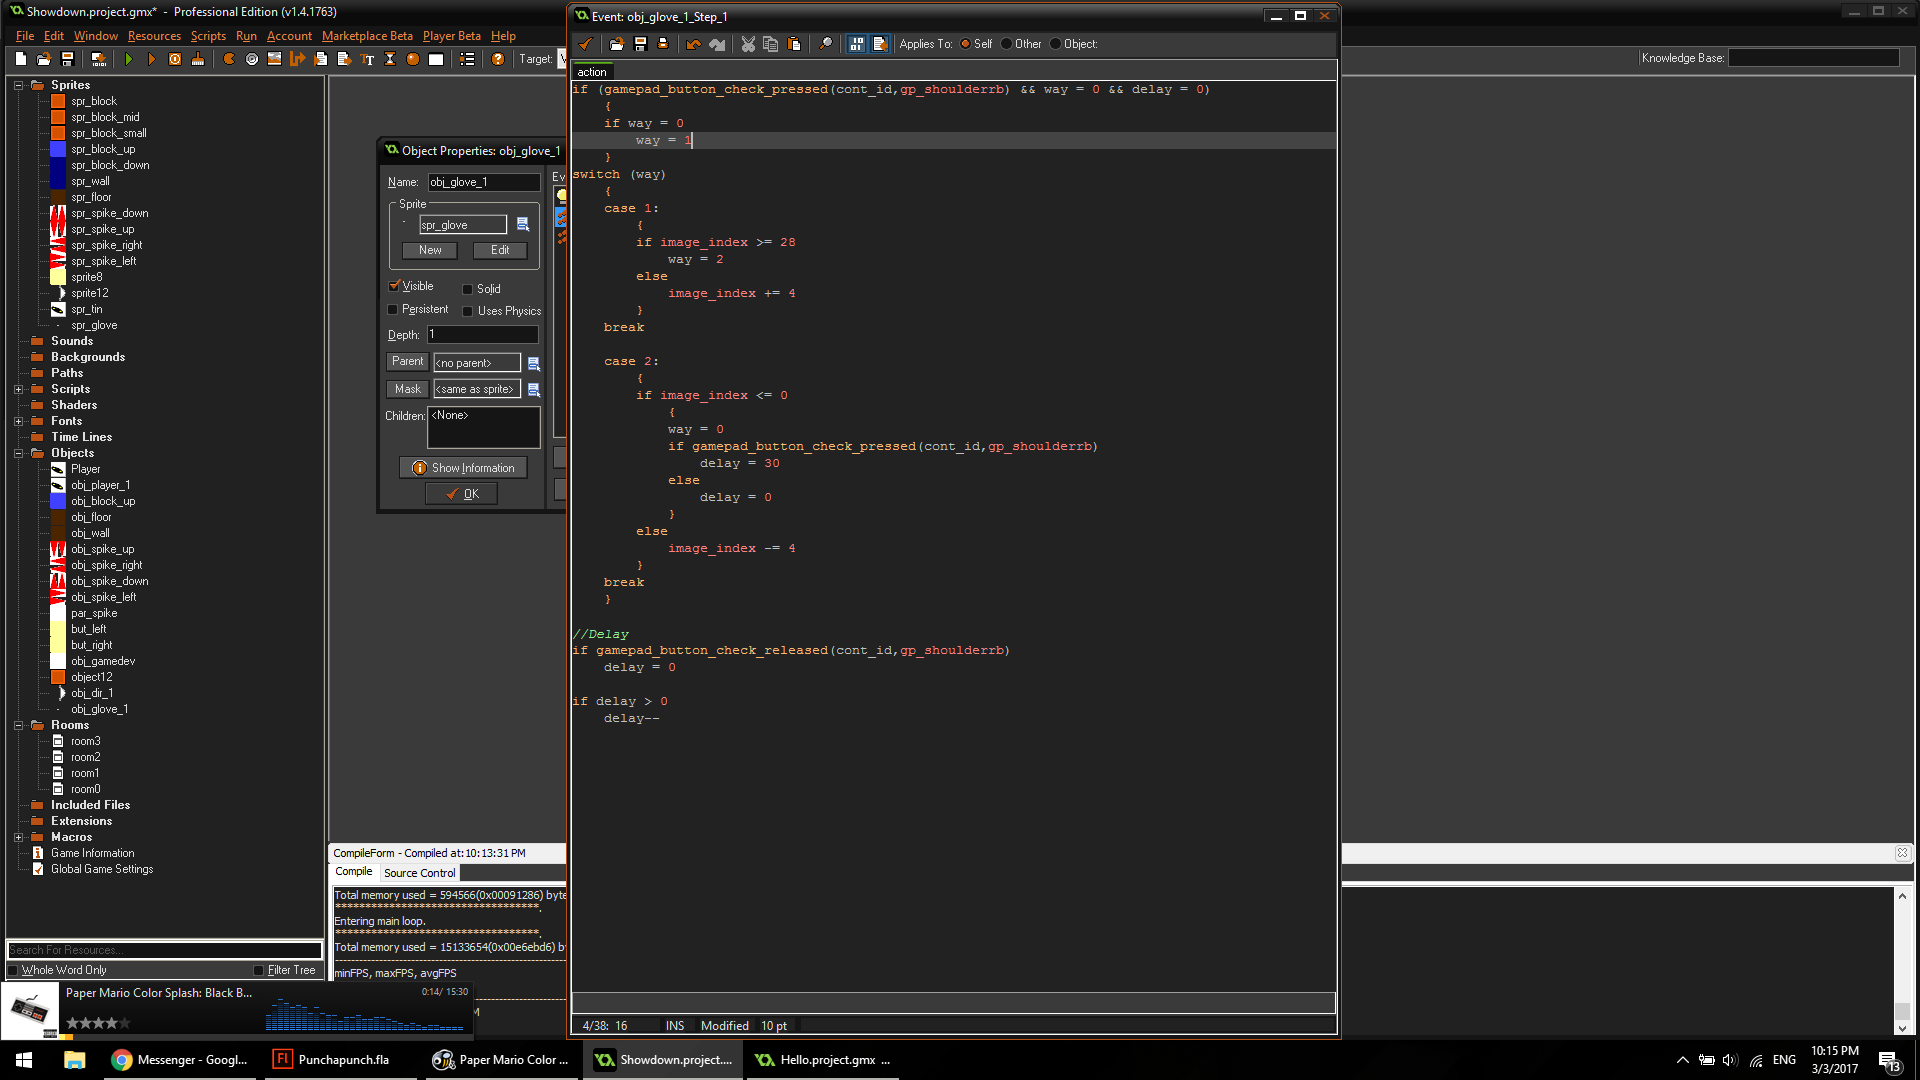 Showdown.project.gmx* - Professional Edition (v1.4.1763)
File Edit Window Resources Scripts Run Account Marketplace Beta Player Beta Help
Target:
Knowledge Base:
Sprites
spr_block
spr_block_mid
spr_block_small
spr_block_up
spr_block_down
spr_wall
spr_floor
spr_spike_down
spr_spike_up
spr_spike_right
spr_spike_left
sprite8
sprite12
spr_tin
spr_glove
Sounds
Backgrounds
Paths
Scripts
Shaders
Fonts
Time Lines
Objects
Player
obj_player_1
obj_block_up
obj_floor
obj_wall
obj_spike_up
obj_spike_right
obj_spike_down
obj_spike_left
par_spike
but_left
but_right
obj_gamedev
object12
obj_dir_1
obj_glove_1
Rooms
room3
room2
room1
room0
Included Files
Extensions
Macros
Game Information
Global Game Settings
Search For Resources...
Whole Word Only Filter Tree
Paper Mario Color Splash: Black B...
0:14/ 15:30
Object Properties: obj_glove_1
Name: obj_glove_1
Sprite
spr_glove
New Edit
Visible Solid
Persistent Uses Physics
Depth: 1
Parent <no parent>
Mask <same as sprite>
Children: <None>
Show Information
OK
Ev
Event: obj_glove_1_Step_1
Applies To: Self Other Object:
action
if (gamepad_button_check_pressed(cont_id,gp_shoulderrb) && way = 0 && delay = 0)
{
if way = 0
way = 1
}
switch (way)
{
case 1:
{
if image_index >= 28
way = 2
else
image_index += 4
}
break
case 2:
{
if image_index <= 0
{
way = 0
if gamepad_button_check_pressed(cont_id,gp_shoulderrb)
delay = 30
else
delay = 0
}
else
image_index -= 4
}
break
}
//Delay
if gamepad_button_check_released(cont_id,gp_shoulderrb)
delay = 0
if delay > 0
delay--
4/38: 16 INS Modified 10 pt
CompileForm - Compiled at:10:13:31 PM
Compile Source Control
Total memory used = 594566(0x00091286) byte
************************************.
Entering main loop.
************************************.
Total memory used = 15133654(0x00e6ebd6) by
minFPS, maxFPS, avgFPS
Messenger - Googl...
Punchapunch.fla
Paper Mario Color ...
Showdown.project....
Hello.project.gmx ...
ENG
10:15 PM
3/3/2017
13